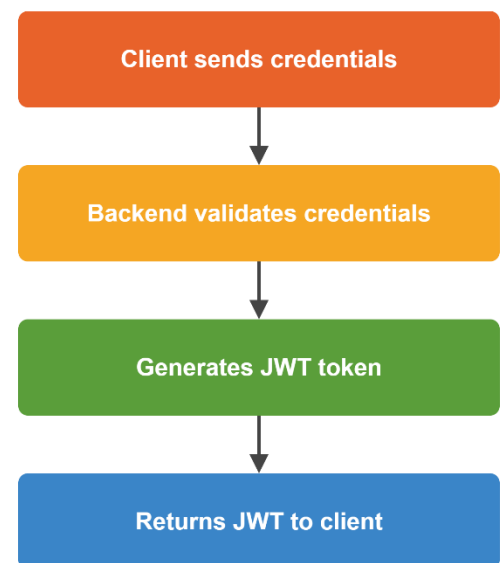 Client sends credentials
Backend validates credentials
Generates JWT token
Returns JWT to client